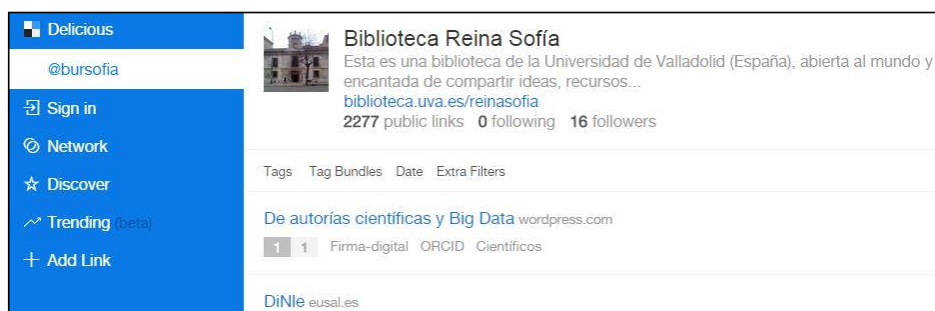 Delicious
@bursofia
Sign in
Network
Discover
Trending (beta)
Add Link
Biblioteca Reina Sofía
Esta es una biblioteca de la Universidad de Valladolid (España), abierta al mundo y
encantada de compartir ideas, recursos...
biblioteca.uva.es/reinasofia
2277 public links 0 following 16 followers
Tags Tag Bundles Date Extra Filters
De autorías científicas y Big Data wordpress.com
1 1 Firma-digital ORCID Científicos
DiNle eusal.es